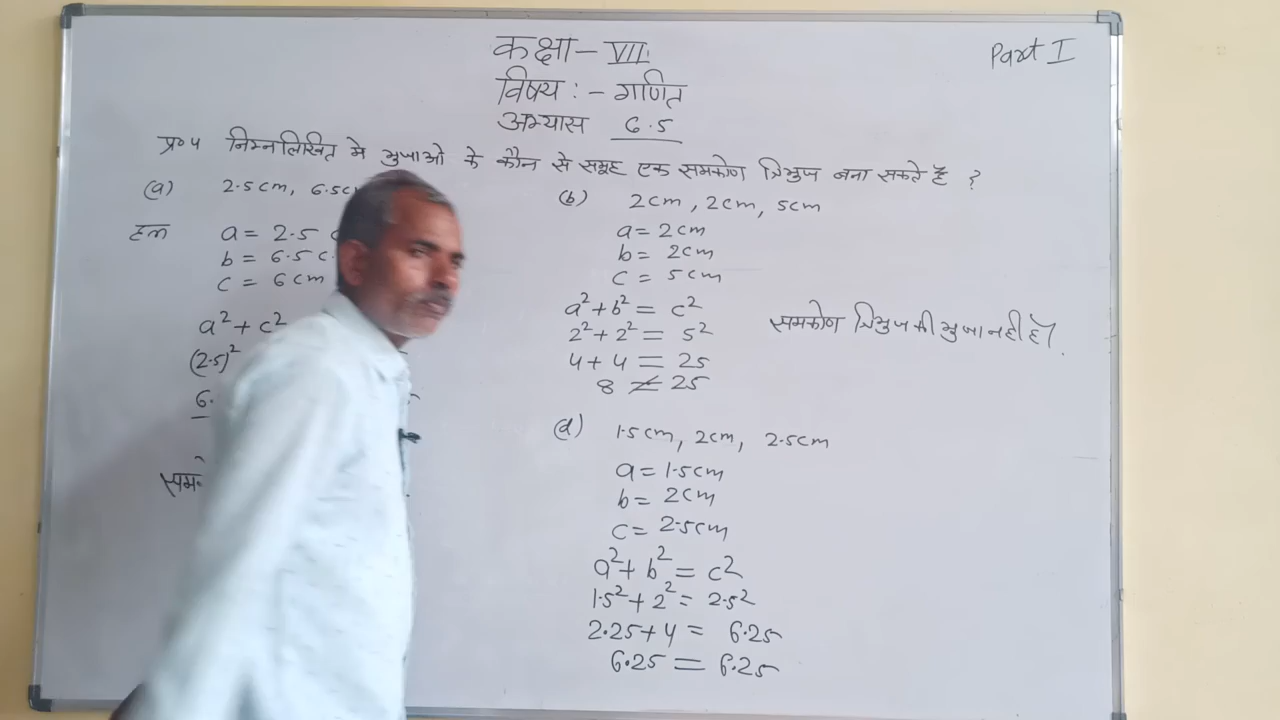 कक्षा - VII
Part I
विषय :- गणित
अभ्यास 6.5
प्र० ५ निम्नलिखित मे भुजाओ के कौन से समूह एक समकोण त्रिभुज बना सकते है ?
(a) 2.5cm, 6.5c
हल a = 2.5
b = 6.5 c
c = 6cm
a² + c²
(2.5)²
6.
(b) 2cm, 2cm, 5cm
a = 2cm
b = 2cm
c = 5cm
a² + b² = c²
2² + 2² = 5²
4 + 4 = 25
8 ≠ 25
समकोण त्रिभुज की भुजा नही है।
(d) 1.5cm, 2cm, 2.5cm
a = 1.5cm
b = 2cm
c = 2.5cm
a² + b² = c²
1.5² + 2² = 2.5²
2.25 + 4 = 6.25
6.25 = 6.25